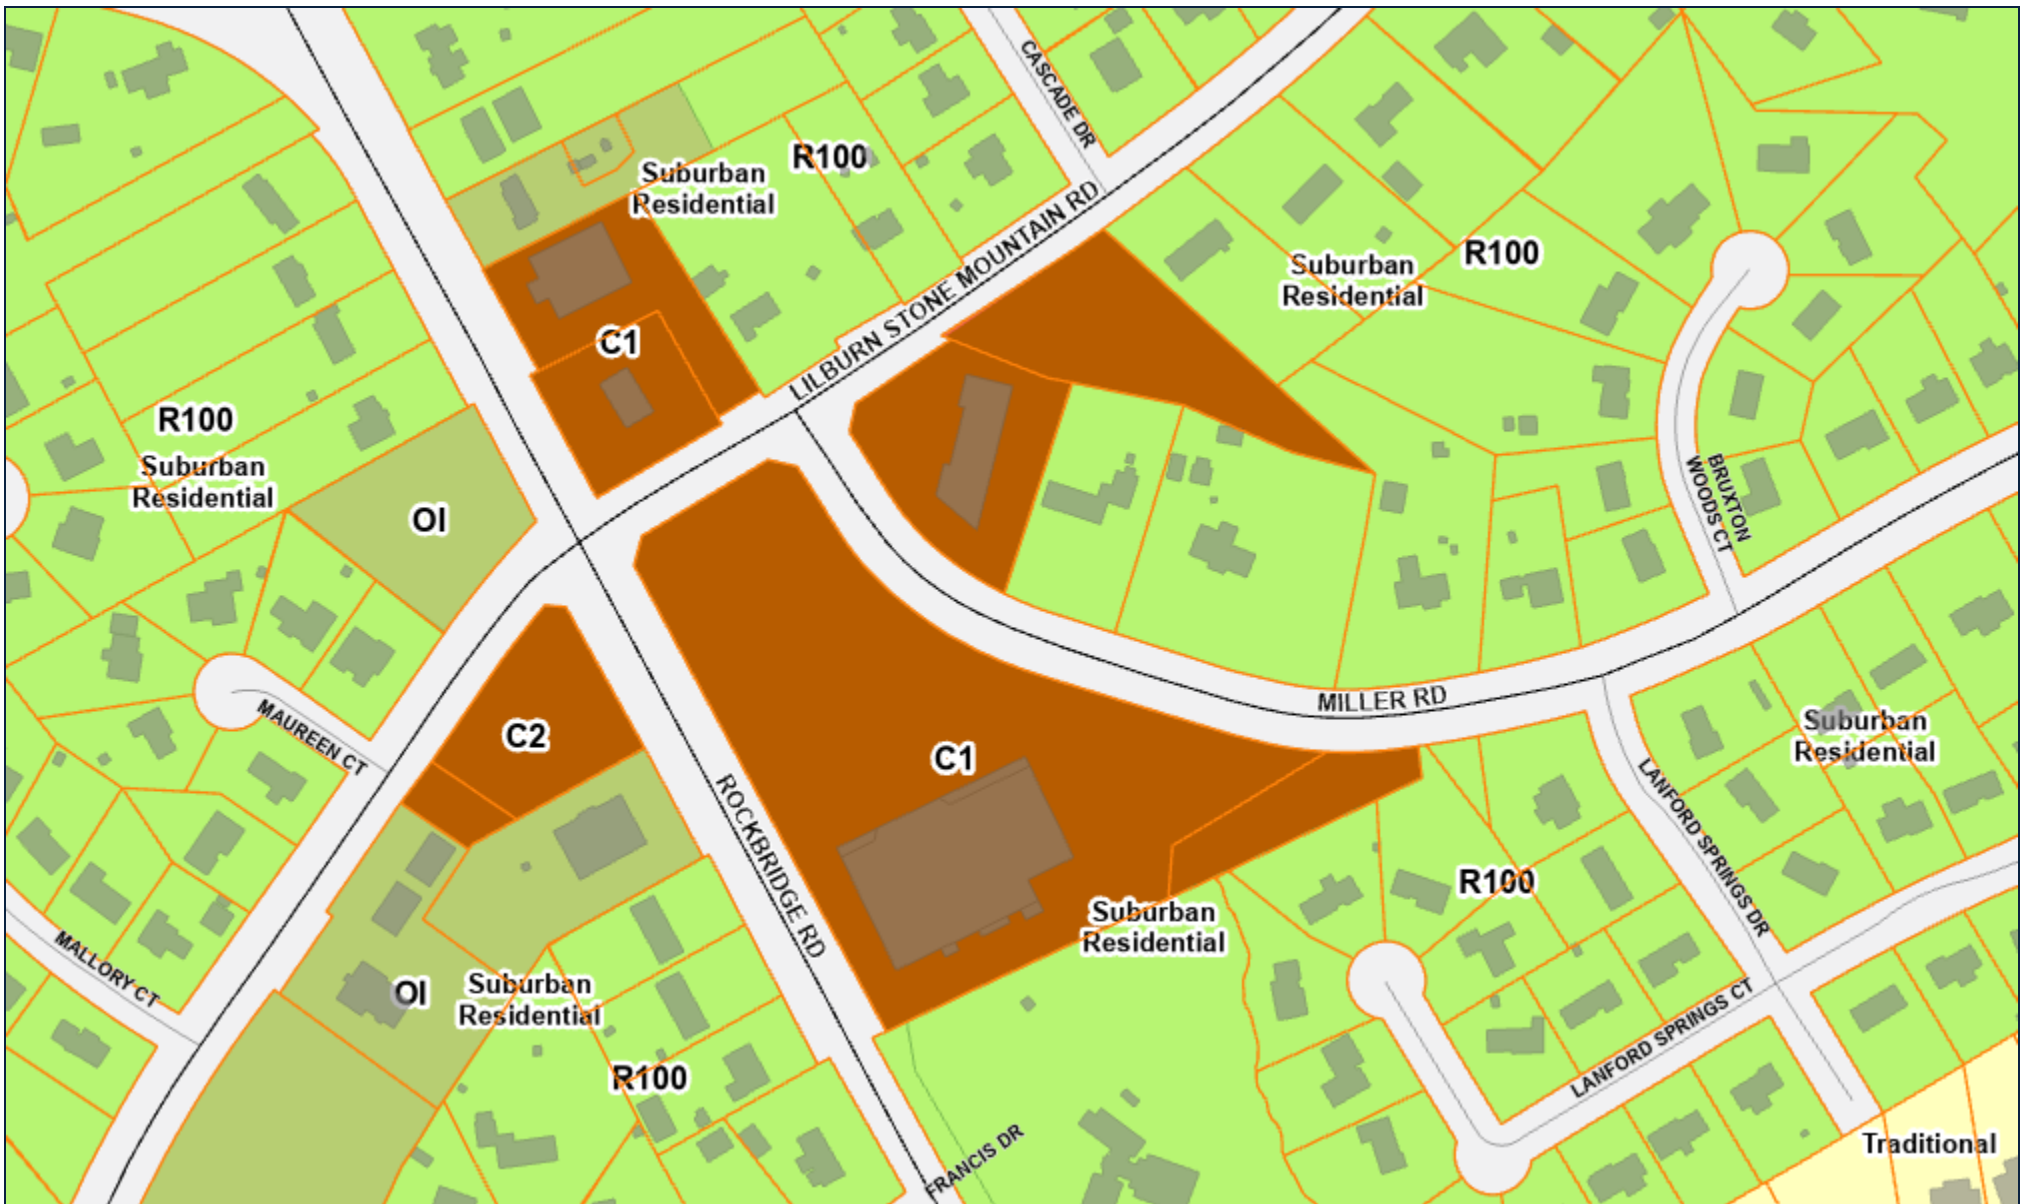 CASCADE DR
R100
Suburban
Residential
LILBURN STONE MOUNTAIN RD
R100
Suburban
Residential
C1
R100
Suburban
Residential
OI
BRUXTON
WOODS CT
MILLER RD
MAUREEN CT
C2
C1
Suburban
Residential
ROCKBRIDGE RD
LANFORD SPRINGS DR
R100
Suburban
Residential
MALLORY CT
OI
Suburban
Residential
R100
LANFORD SPRINGS CT
FRANCIS DR
Traditional